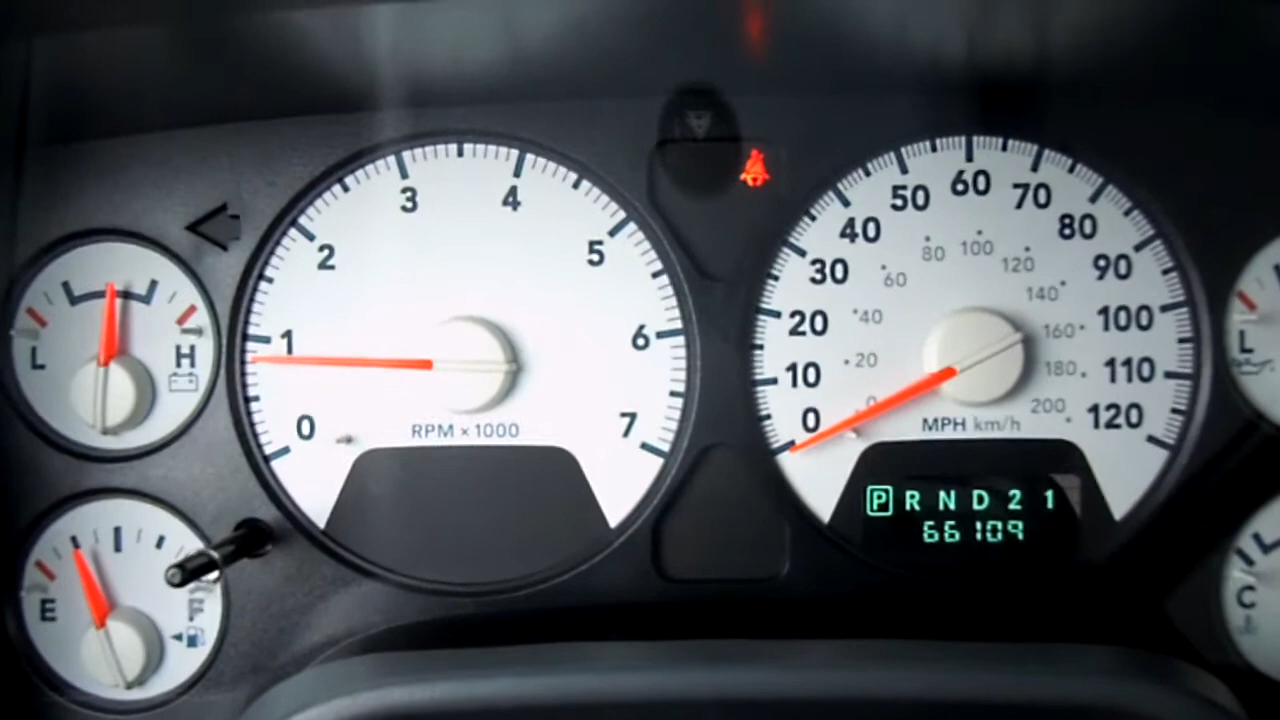 L H
E F
0 1 2 3 4 5 6 7
RPM × 1000
0 10 20 30 40 50 60 70 80 90 100 110 120
0 20 40 60 80 100 120 140 160 180 200
MPH km/h
P R N D 2 1
66109
L
C